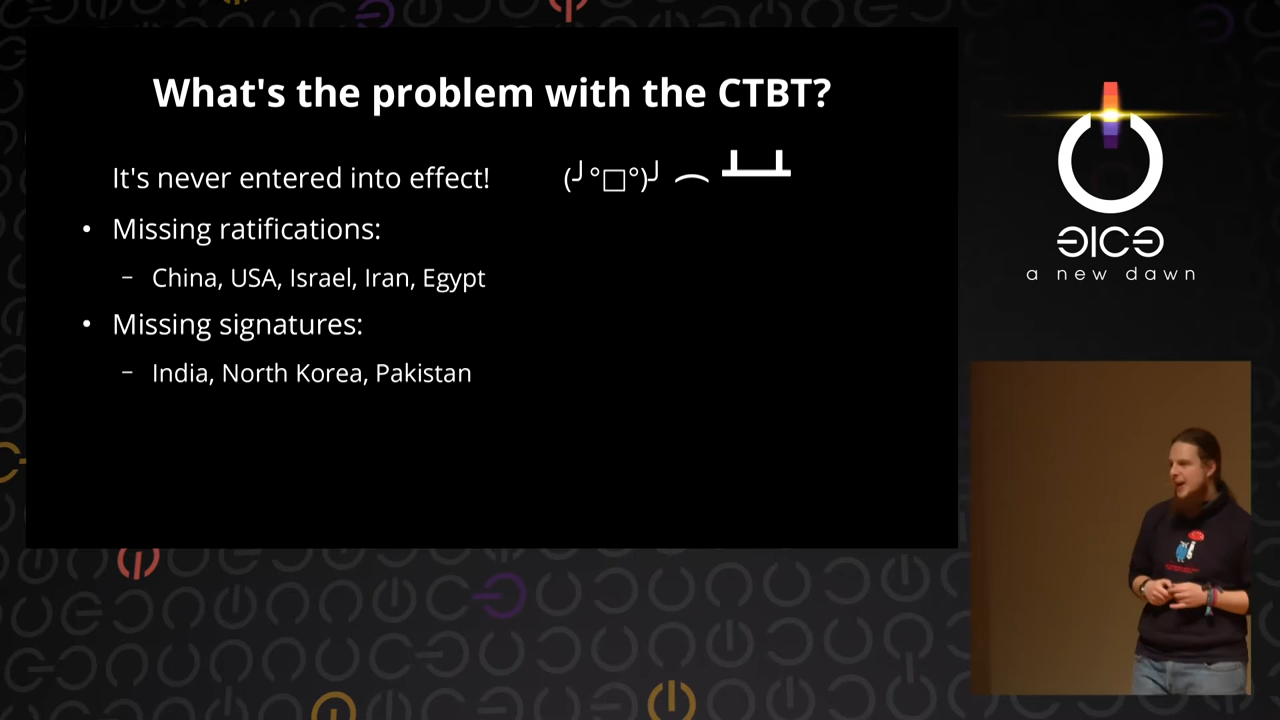 What's the problem with the CTBT?
It's never entered into effect! (╯°□°)╯ ︵ ┻━┻
• Missing ratifications:
– China, USA, Israel, Iran, Egypt
• Missing signatures:
– India, North Korea, Pakistan
ƎICE
a new dawn